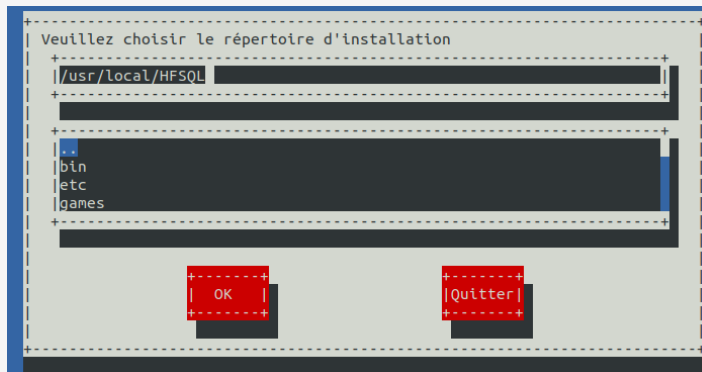 Veuillez choisir le répertoire d'installation
/usr/local/HFSQL
..
bin
etc
games
OK
Quitter